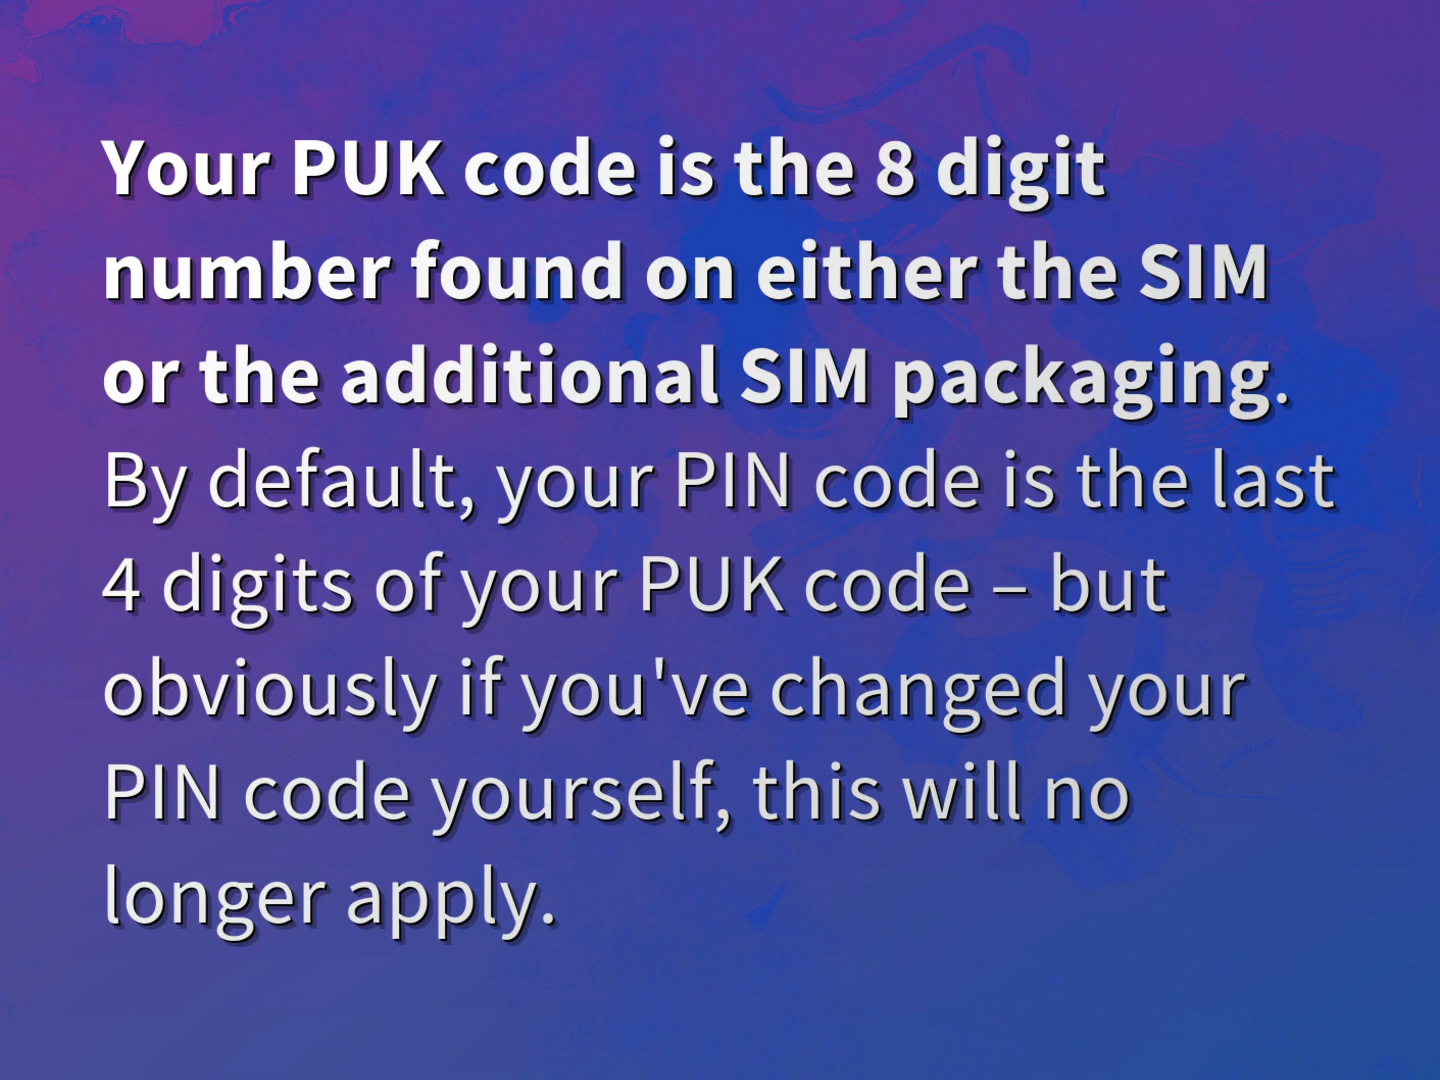 Your PUK code is the 8 digit
number found on either the SIM
or the additional SIM packaging.
By default, your PIN code is the last
4 digits of your PUK code – but
obviously if you've changed your
PIN code yourself, this will no
longer apply.